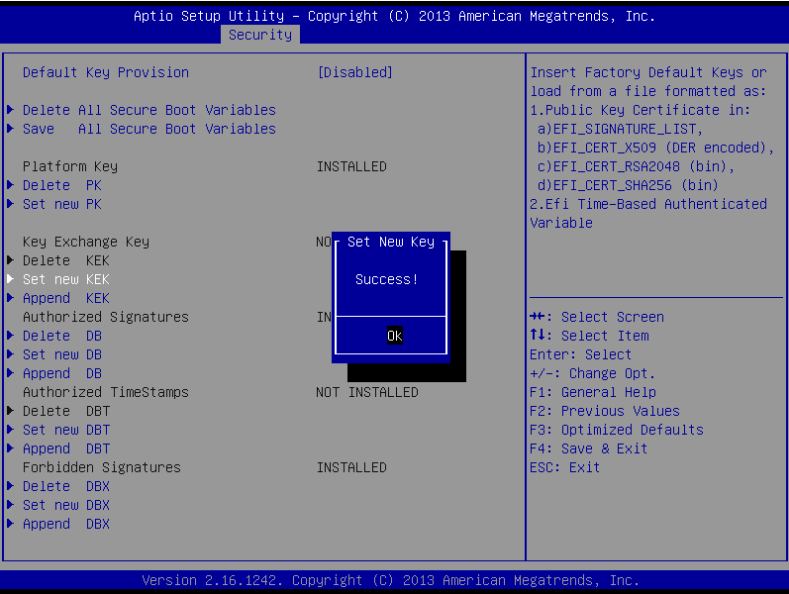 Aptio Setup Utility – Copyright (C) 2013 American Megatrends, Inc.
Security
Default Key Provision [Disabled]
Delete All Secure Boot Variables
Save All Secure Boot Variables
Platform Key INSTALLED
Delete PK
Set new PK
Key Exchange Key
Delete KEK
Set new KEK
Append KEK
Authorized Signatures
Delete DB
Set new DB
Append DB
Authorized TimeStamps NOT INSTALLED
Delete DBT
Set new DBT
Append DBT
Forbidden Signatures INSTALLED
Delete DBX
Set new DBX
Append DBX
Set New Key
Success!
Ok
Insert Factory Default Keys or
load from a file formatted as:
1.Public Key Certificate in:
a)EFI_SIGNATURE_LIST,
b)EFI_CERT_X509 (DER encoded),
c)EFI_CERT_RSA2048 (bin),
d)EFI_CERT_SHA256 (bin)
2.Efi Time-Based Authenticated
Variable
→←: Select Screen
↑↓: Select Item
Enter: Select
+/-: Change Opt.
F1: General Help
F2: Previous Values
F3: Optimized Defaults
F4: Save & Exit
ESC: Exit
Version 2.16.1242. Copyright (C) 2013 American Megatrends, Inc.